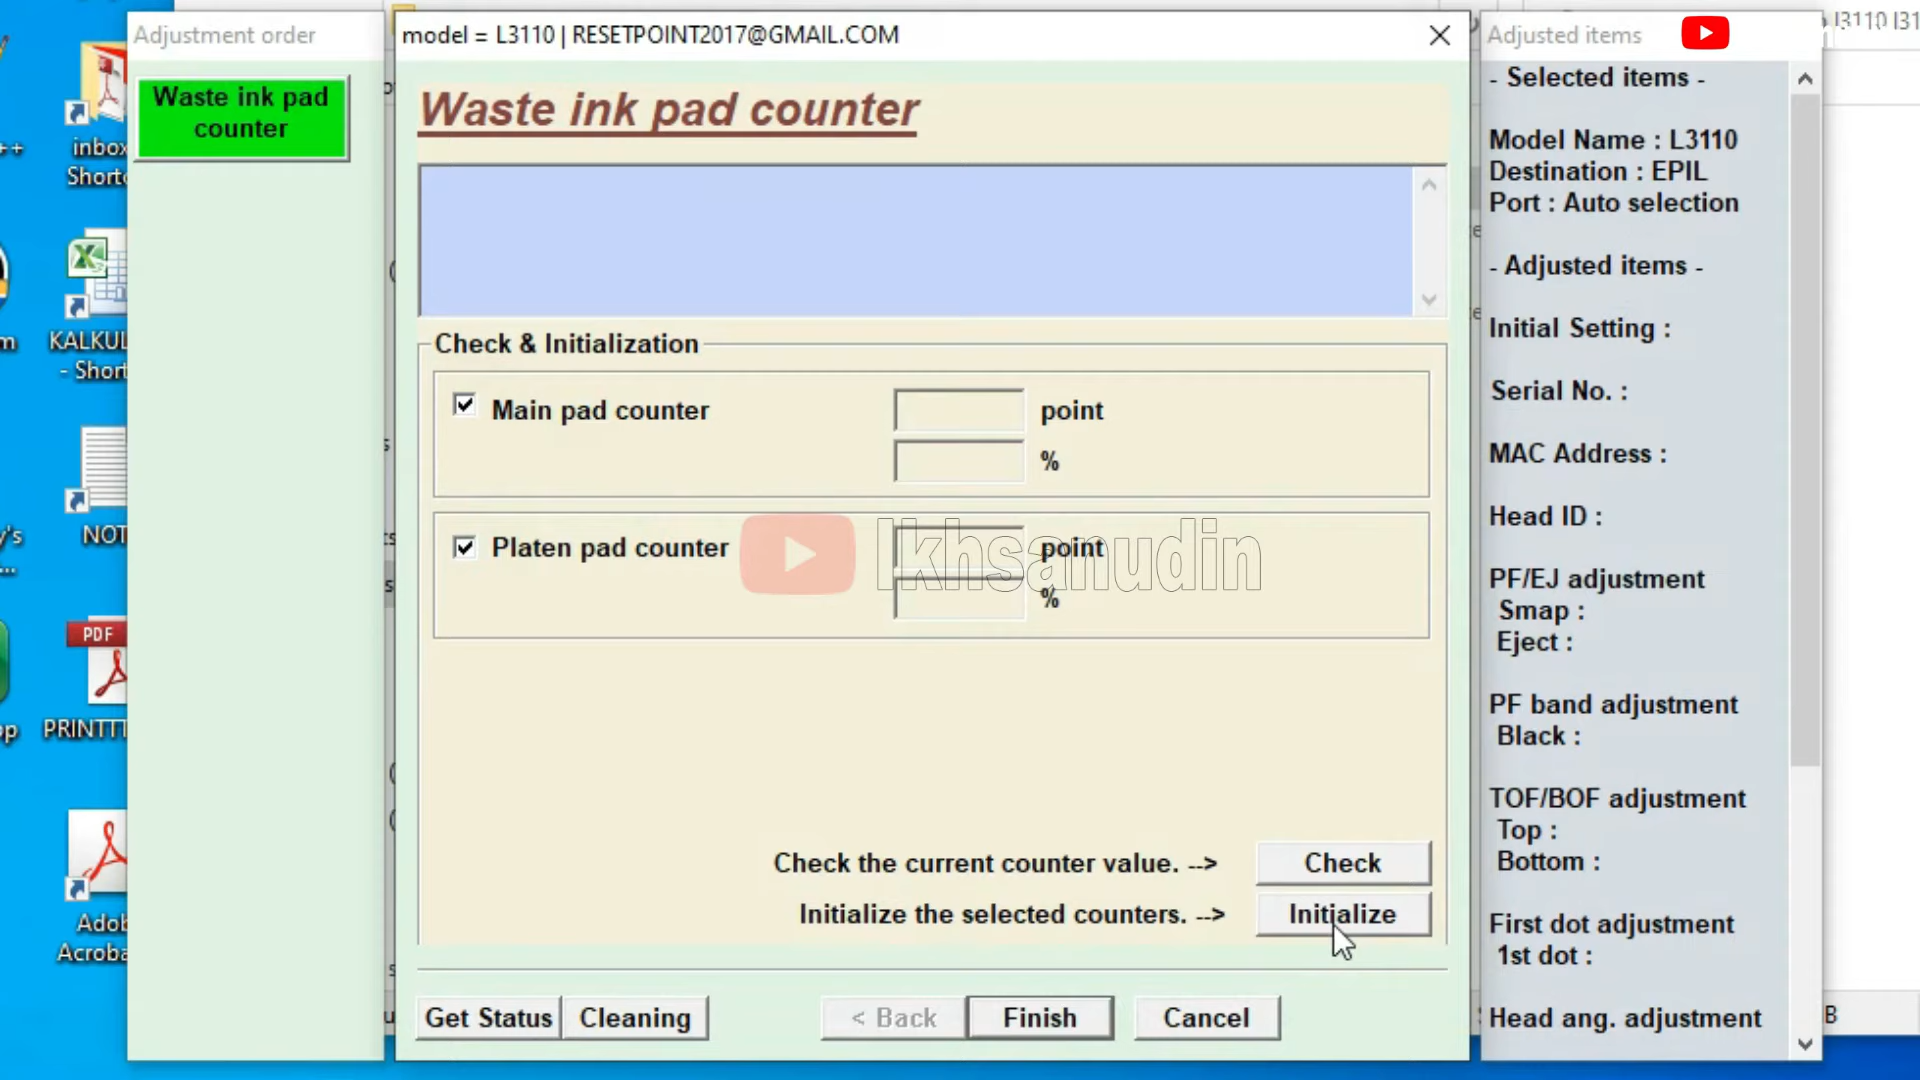 Adjustment order
Waste ink pad
counter
++
inbox
KALKUL
- Short
NOT
PDF
Adob
model = L3110 | RESETPOINT2017@GMAIL.COM
Waste ink pad counter
Check & Initialization
Main pad counter
point
%
Platen pad counter
point
%
Ikhsanudin
Check the current counter value. -->
Check
Initialize the selected counters. -->
Initialize
Get Status
Cleaning
< Back
Finish
Cancel
Adjusted items
- Selected items -
Model Name : L3110
Destination : EPIL
Port : Auto selection
- Adjusted items -
Initial Setting :
Serial No. :
MAC Address :
Head ID :
PF/EJ adjustment
Smap :
Eject :
PF band adjustment
Black :
TOF/BOF adjustment
Top :
Bottom :
First dot adjustment
1st dot :
Head ang. adjustment